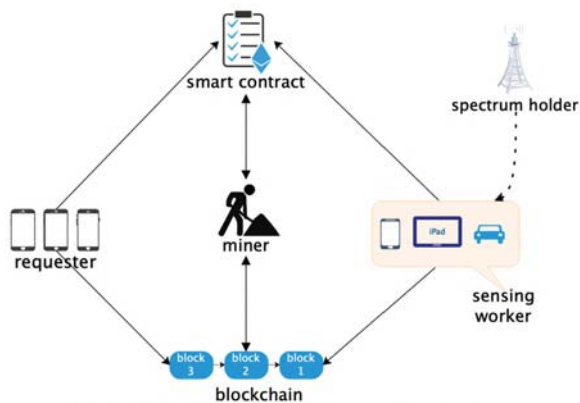 smart contract
spectrum holder
requester
miner
iPad
sensing
worker
block
3
block
2
block
1
blockchain